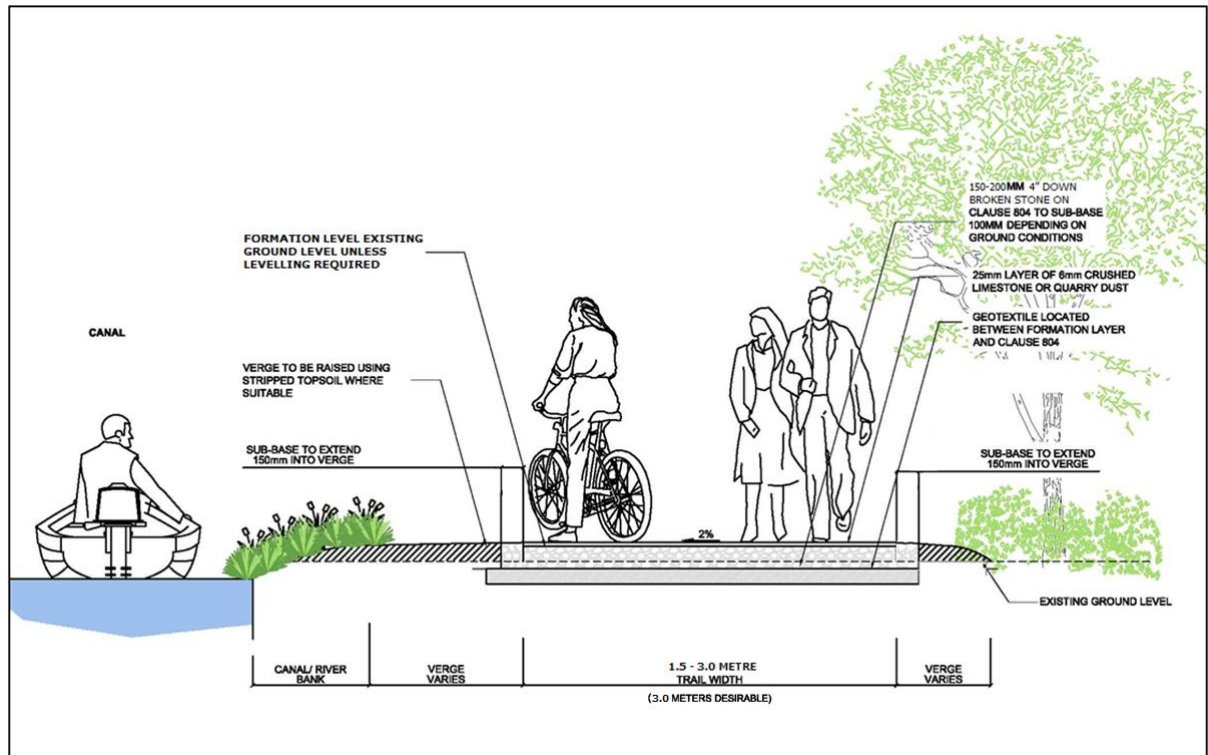 150-200MM 4" DOWN
BROKEN STONE ON
CLAUSE 804 TO SUB-BASE
100MM DEPENDING ON
GROUND CONDITIONS
FORMATION LEVEL EXISTING
GROUND LEVEL UNLESS
LEVELLING REQUIRED
25mm LAYER OF 6mm CRUSHED
LIMESTONE OR QUARRY DUST
GEOTEXTILE LOCATED
BETWEEN FORMATION LAYER
AND CLAUSE 804
CANAL
VERGE TO BE RAISED USING
STRIPPED TOPSOIL WHERE
SUITABLE
SUB-BASE TO EXTEND
150mm INTO VERGE
SUB-BASE TO EXTEND
150mm INTO VERGE
2%
EXISTING GROUND LEVEL
CANAL/ RIVER
BANK
VERGE
VARIES
1.5 - 3.0 METRE
TRAIL WIDTH
(3.0 METERS DESIRABLE)
VERGE
VARIES